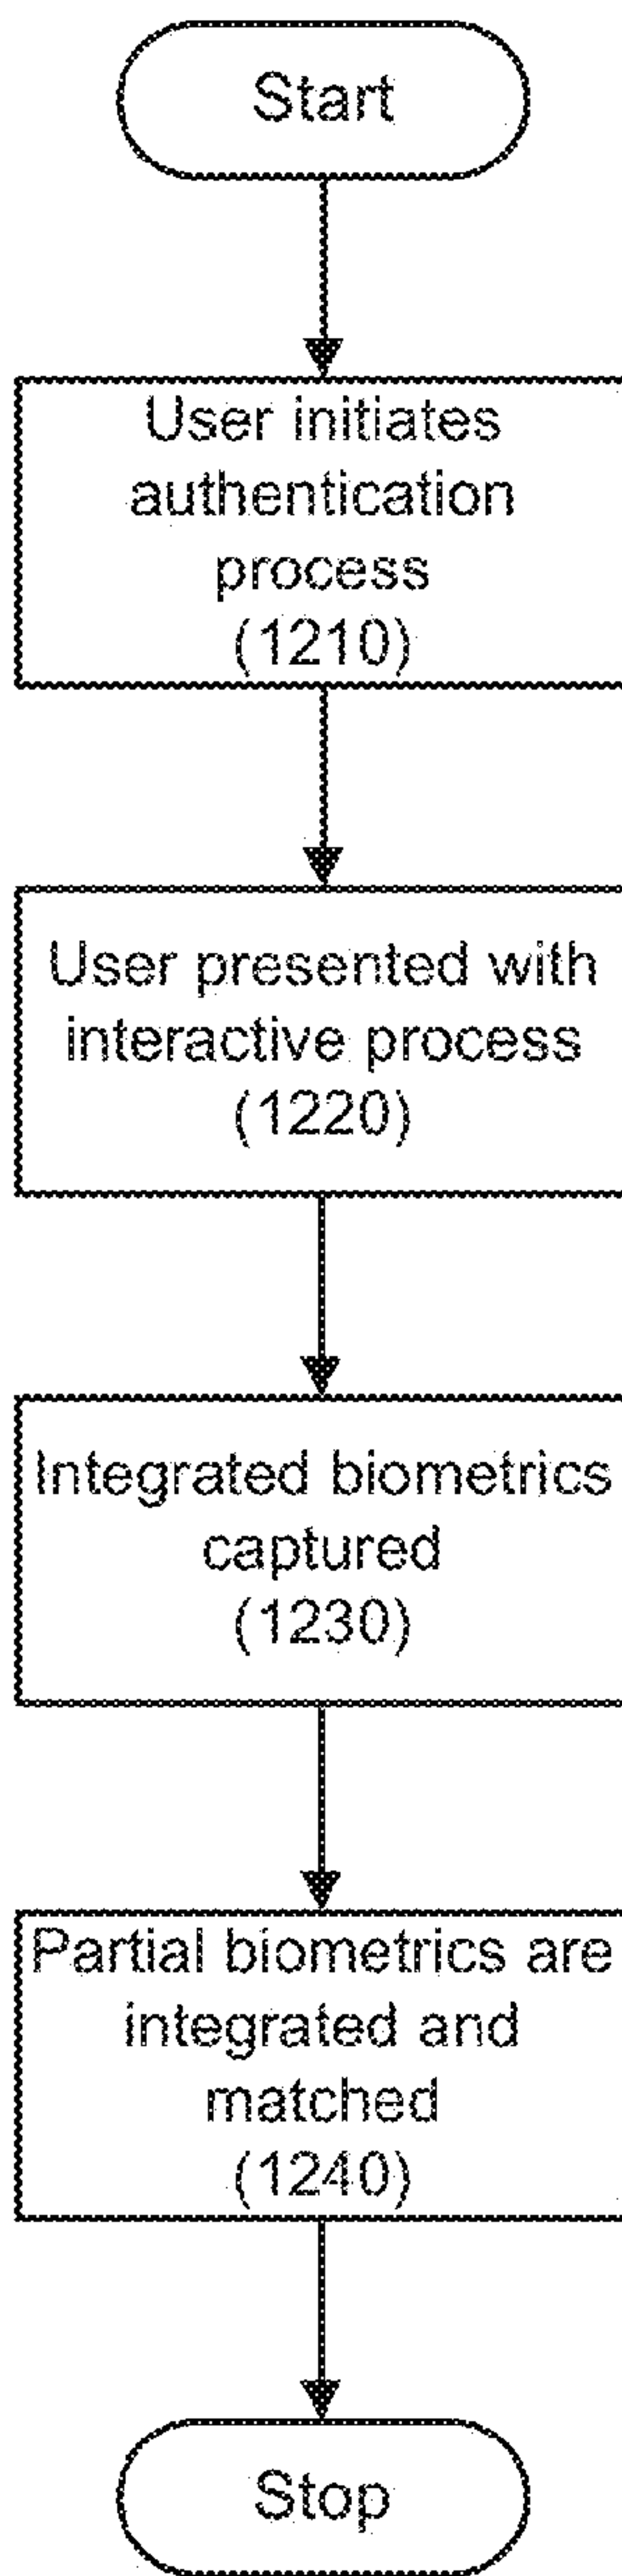 Start
User initiates
authentication
process
(1210)
User presented with
interactive process
(1220)
Integrated biometrics
captured
(1230)
Partial biometrics are
integrated and
matched
(1240)
Stop